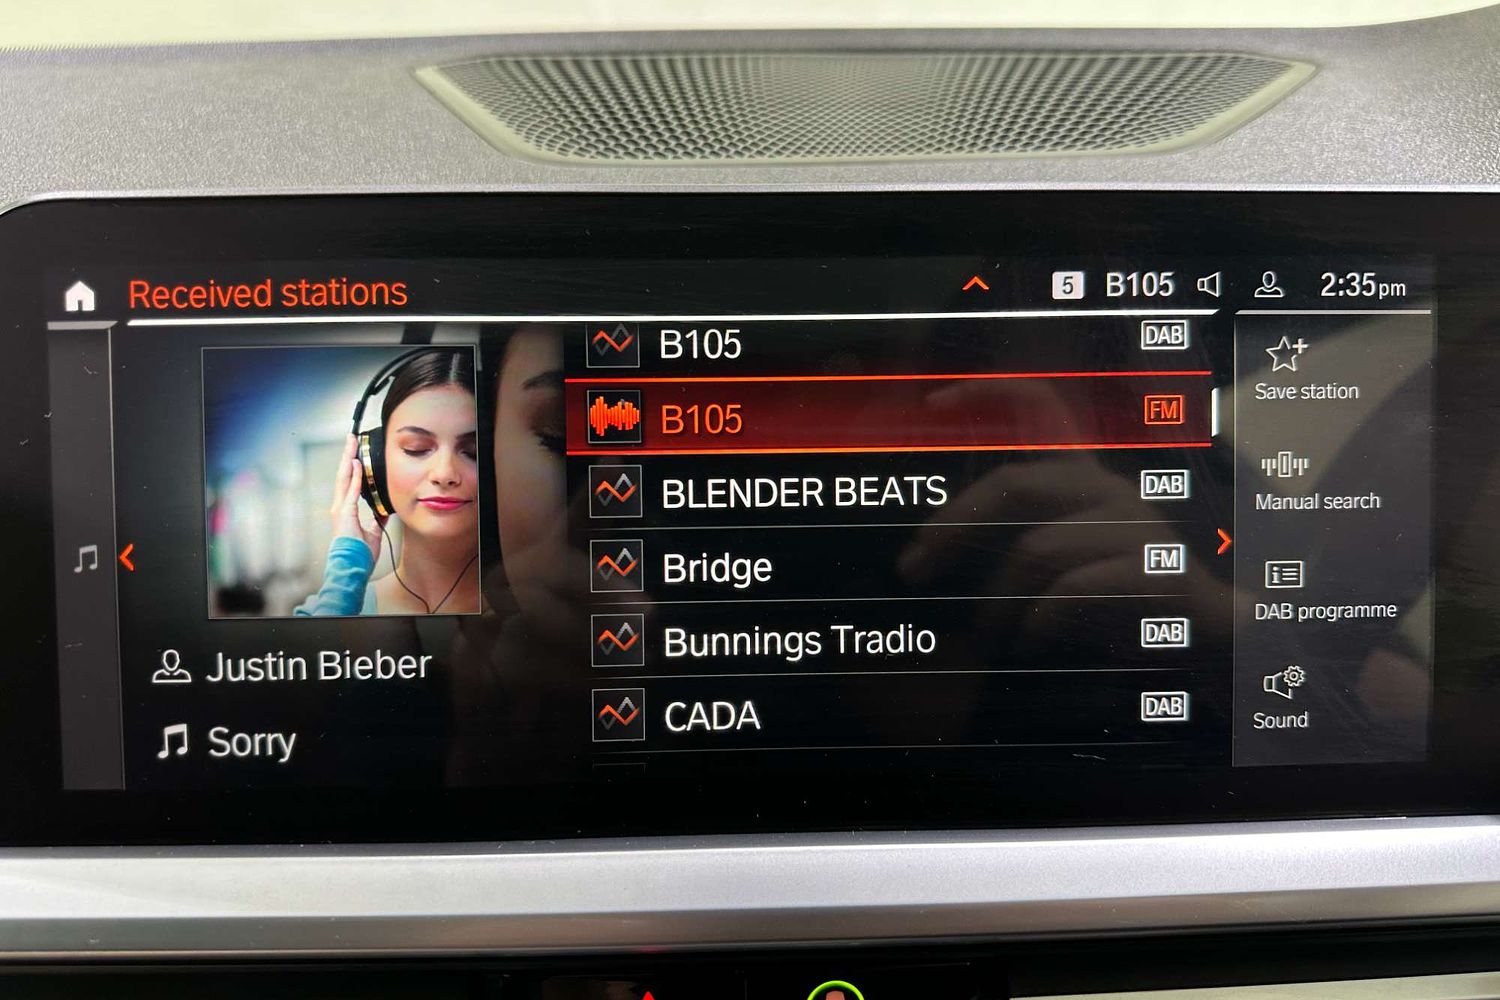 Received stations
5 B105 2:35pm
B105 DAB
B105 FM
BLENDER BEATS DAB
Bridge FM
Bunnings Tradio DAB
CADA DAB
Justin Bieber
Sorry
Save station
Manual search
DAB programme
Sound